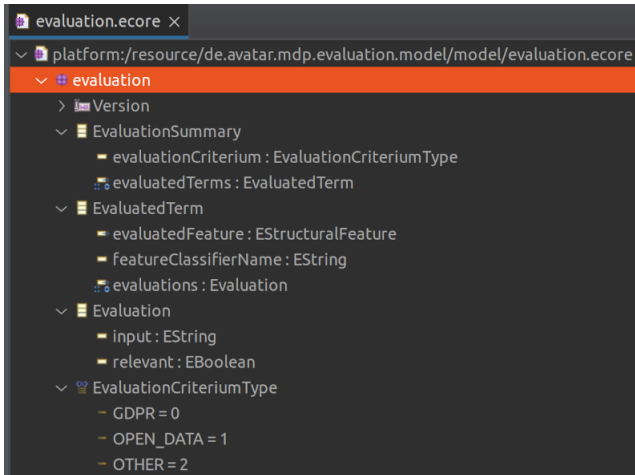 evaluation.ecore ×
platform:/resource/de.avatar.mdp.evaluation.model/model/evaluation.ecore
evaluation
Version
EvaluationSummary
evaluationCriterium : EvaluationCriteriumType
evaluatedTerms : EvaluatedTerm
EvaluatedTerm
evaluatedFeature : EStructuralFeature
featureClassifierName : EString
evaluations : Evaluation
Evaluation
input : EString
relevant : EBoolean
EvaluationCriteriumType
GDPR = 0
OPEN_DATA = 1
OTHER = 2